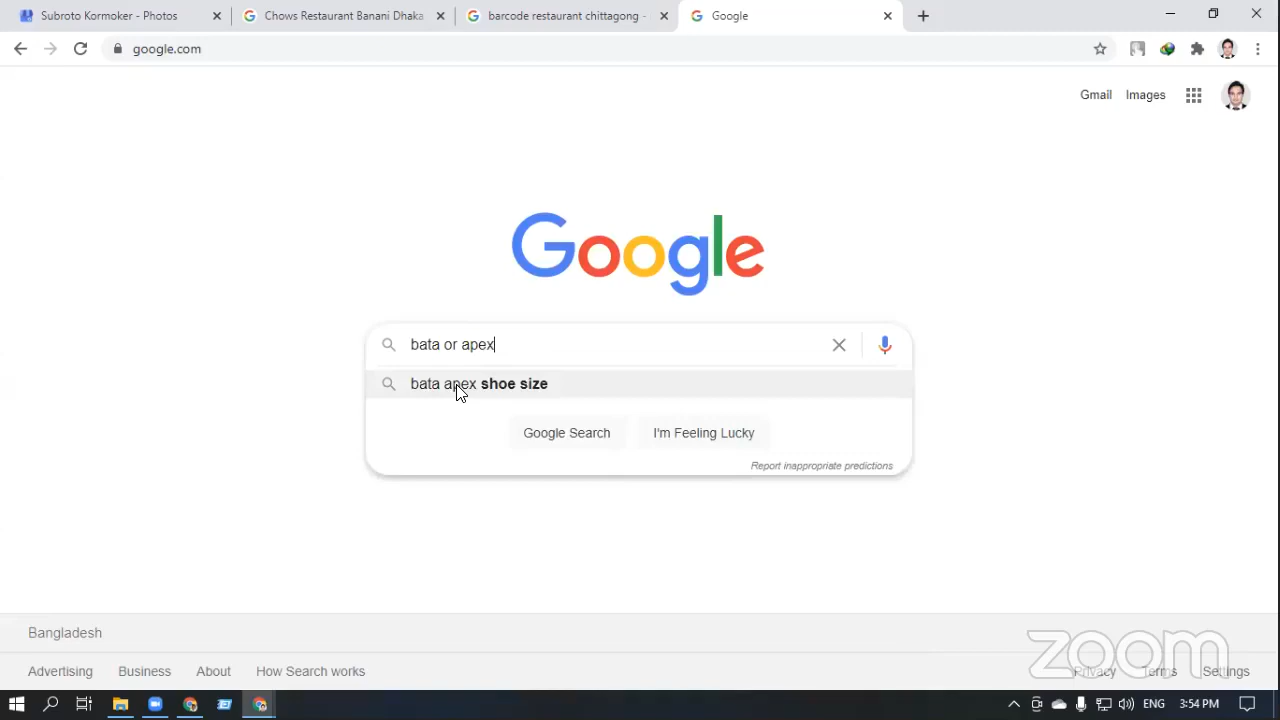 Subroto Kormoker - Photos
Chows Restaurant Banani Dhaka
barcode restaurant chittagong -
Google
google.com
Gmail Images
Google
bata or apex
bata apex shoe size
Google Search I'm Feeling Lucky
Report inappropriate predictions
Bangladesh
Advertising Business About How Search works Privacy Terms Settings
zoom
ENG 3:54 PM